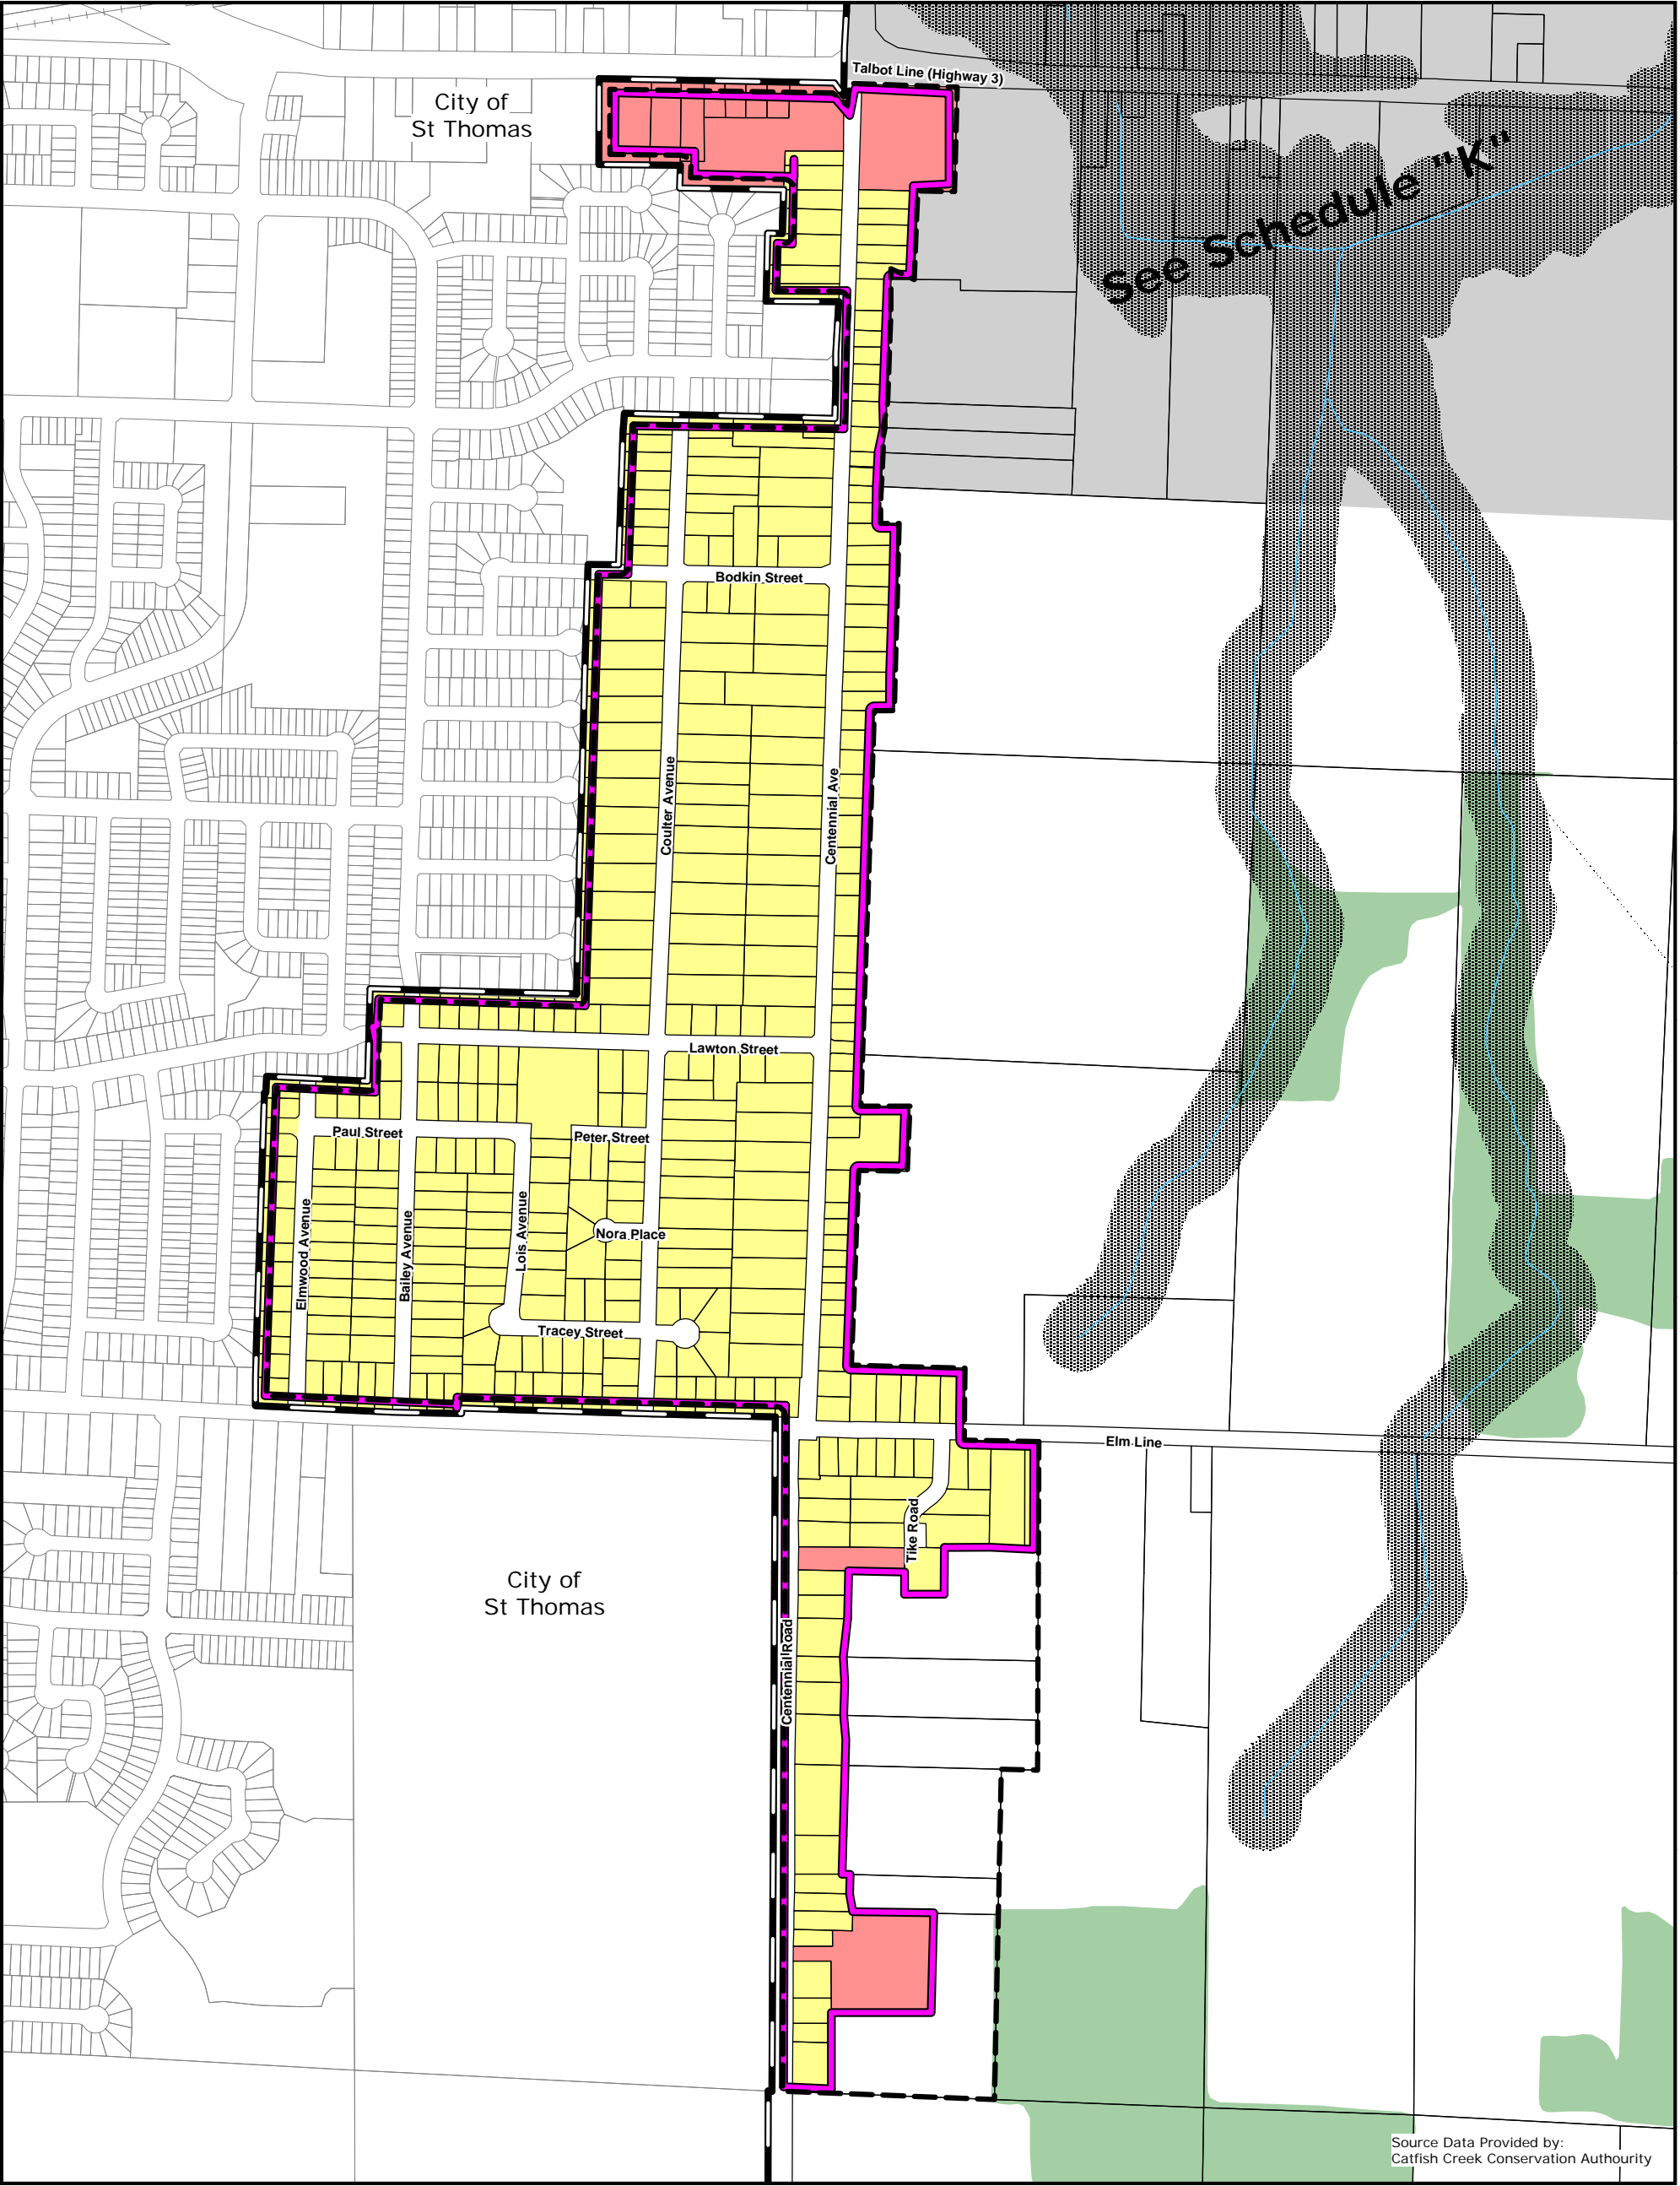 Talbot Line (Highway 3)
City of
St Thomas
See Schedule "K"
Bodkin Street
Coulter Avenue
Centennial Ave
Lawton Street
Paul Street
Peter Street
Elmwood Avenue
Bailey Avenue
Lois Avenue
Nora Place
Tracey Street
Elm Line
Tike Road
City of
St Thomas
Centennial Road
Source Data Provided by:
Catfish Creek Conservation Authourity